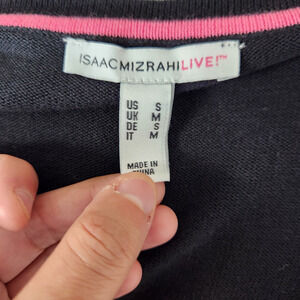 ISAACMIZRAHILIVE!™
US S
UK M
DE S
IT M
MADE IN
CHINA